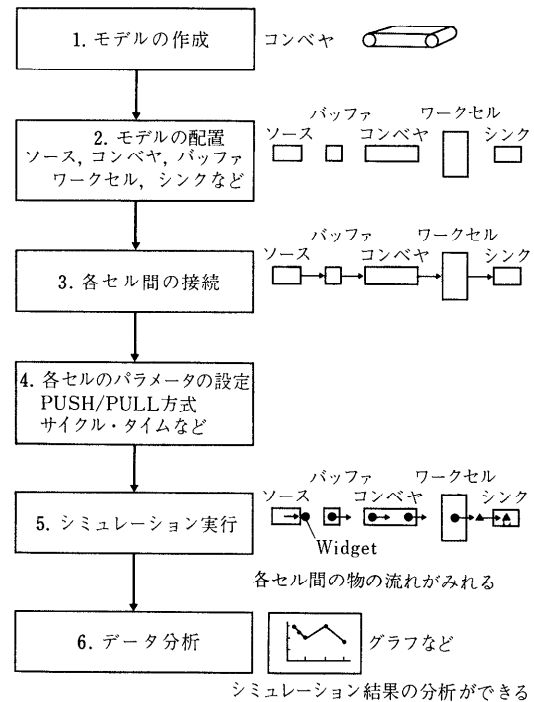 1. モデルの作成
コンベヤ
2. モデルの配置
ソース, コンベヤ, バッファ
ワークセル, シンクなど
バッファ ワークセル
ソース コンベヤ シンク
3. 各セル間の接続
バッファ ワークセル
ソース コンベヤ シンク
4. 各セルのパラメータの設定
PUSH/PULL方式
サイクル・タイムなど
5. シミュレーション実行
バッファ ワークセル
ソース コンベヤ シンク
Widget
各セル間の物の流れがみれる
6. データ分析
グラフなど
シミュレーション結果の分析ができる